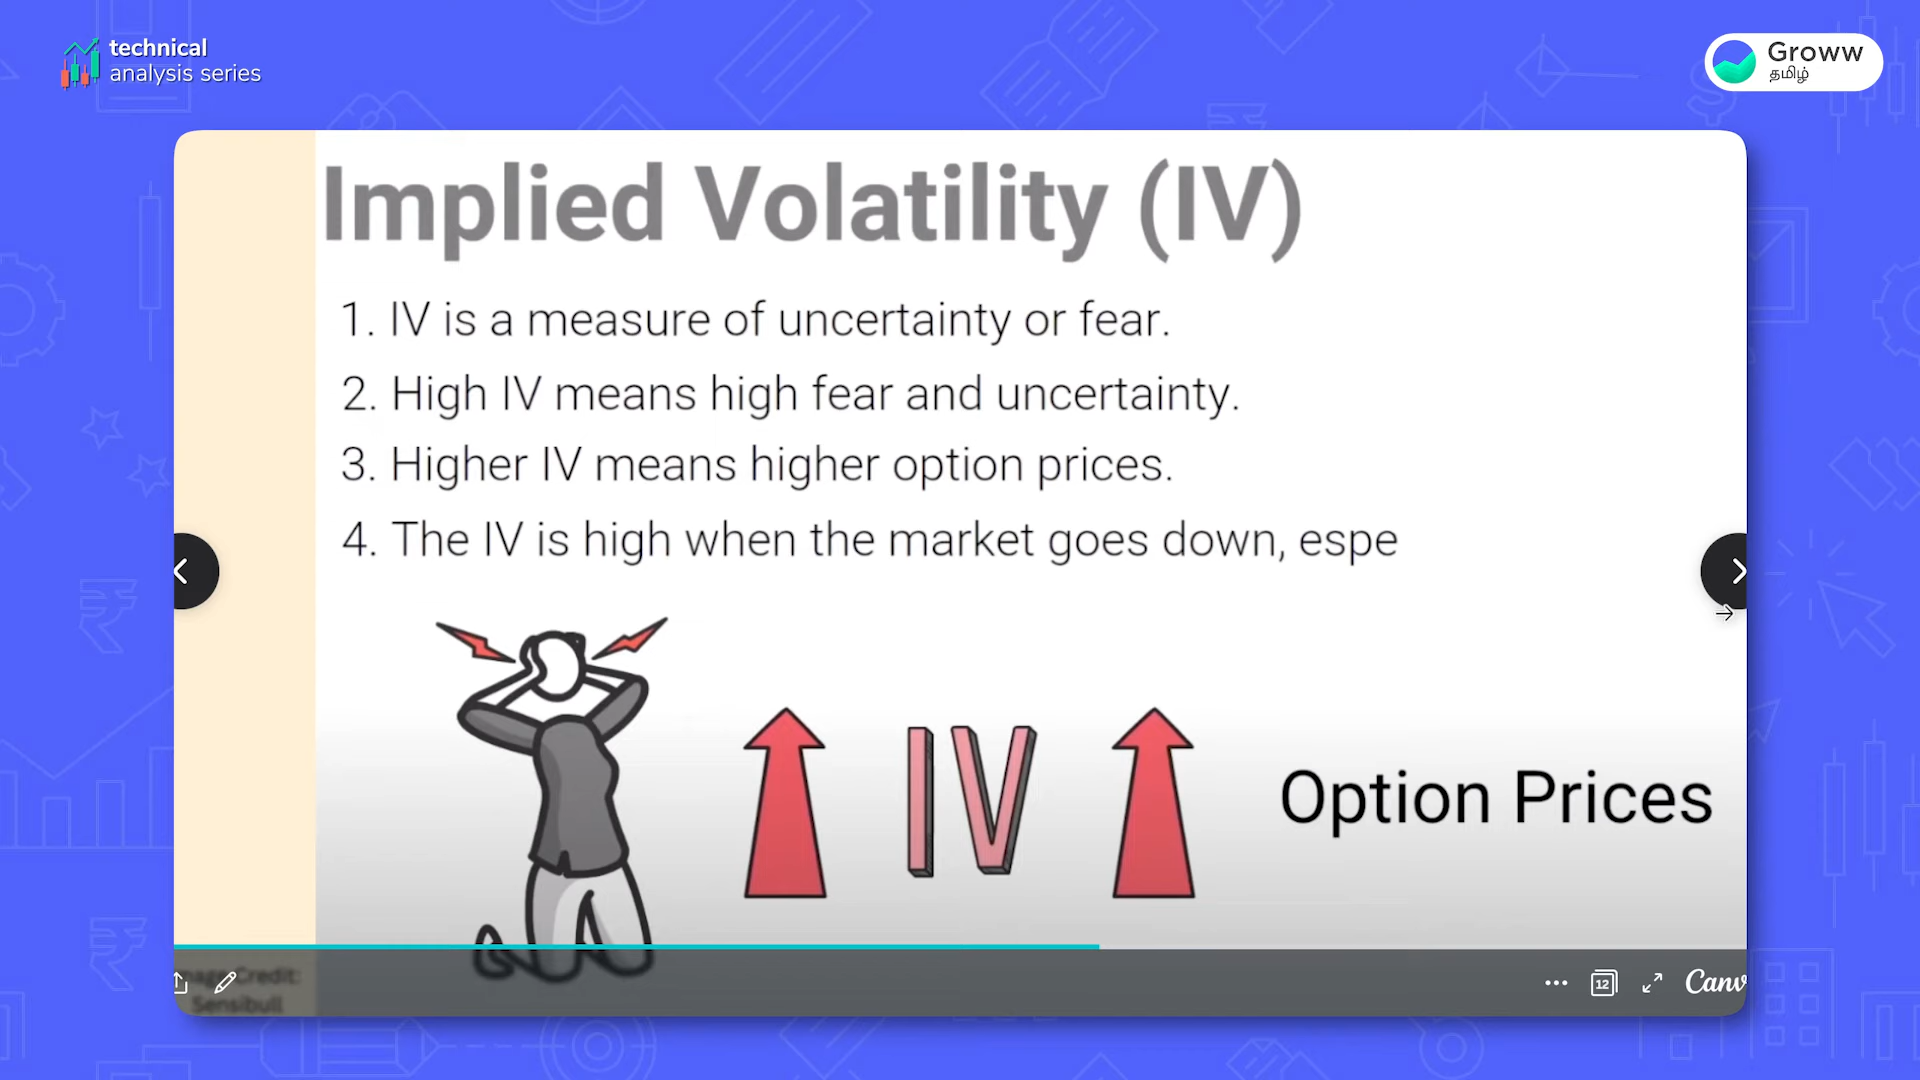 technical
analysis series
Groww
தமிழ்
Implied Volatility (IV)
1. IV is a measure of uncertainty or fear.
2. High IV means high fear and uncertainty.
3. Higher IV means higher option prices.
4. The IV is high when the market goes down, espe
IV
Option Prices
mage Credit:
Sensibull
12
Canv